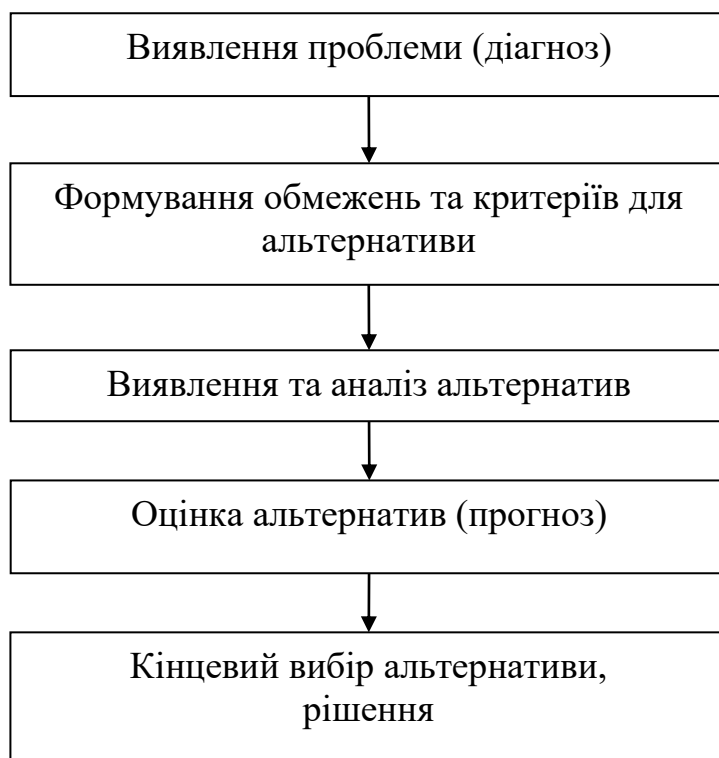 Виявлення проблеми (діагноз)
Формування обмежень та критеріїв для
альтернативи
Виявлення та аналіз альтернатив
Оцінка альтернатив (прогноз)
Кінцевий вибір альтернативи,
рішення